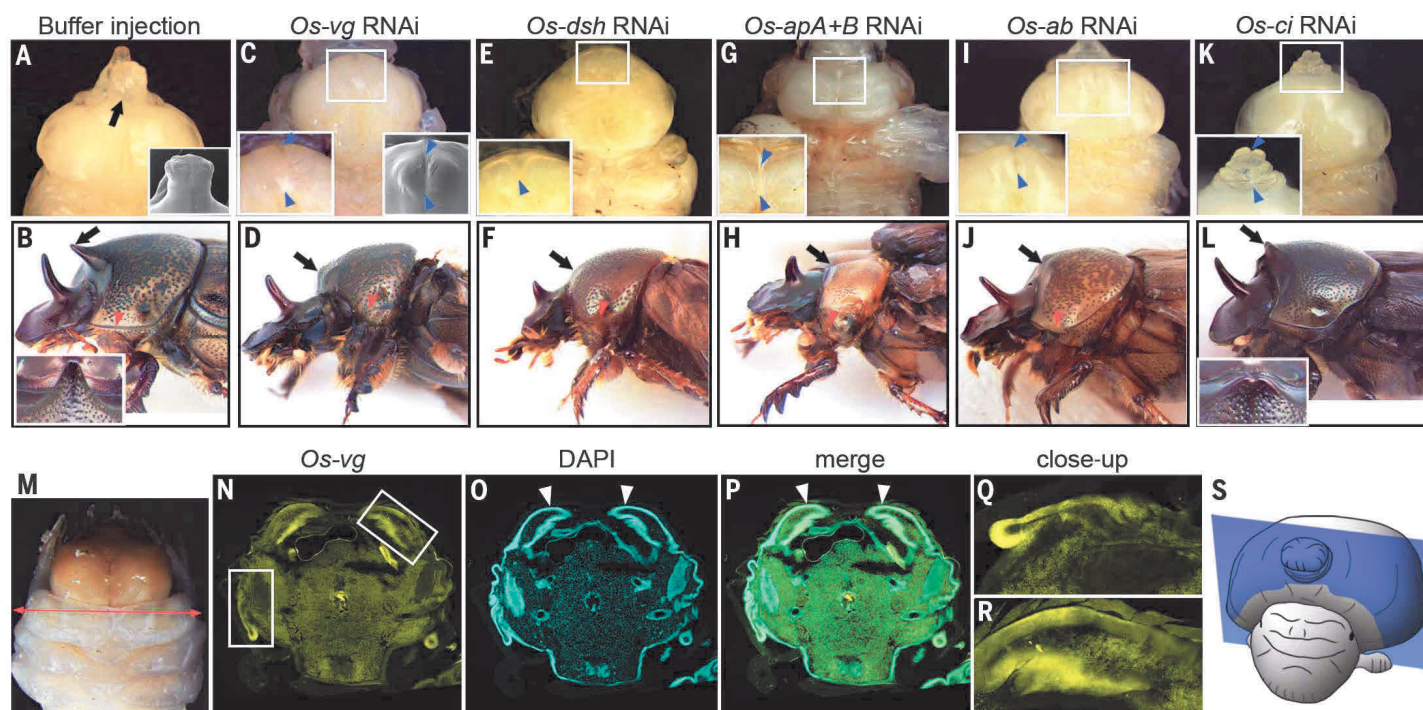 Buffer injection Os-vg RNAi Os-dsh RNAi Os-apA+B RNAi Os-ab RNAi Os-ci RNAi
A C E G I K
B D F H J L
Os-vg DAPI merge close-up
M N O P Q S
R